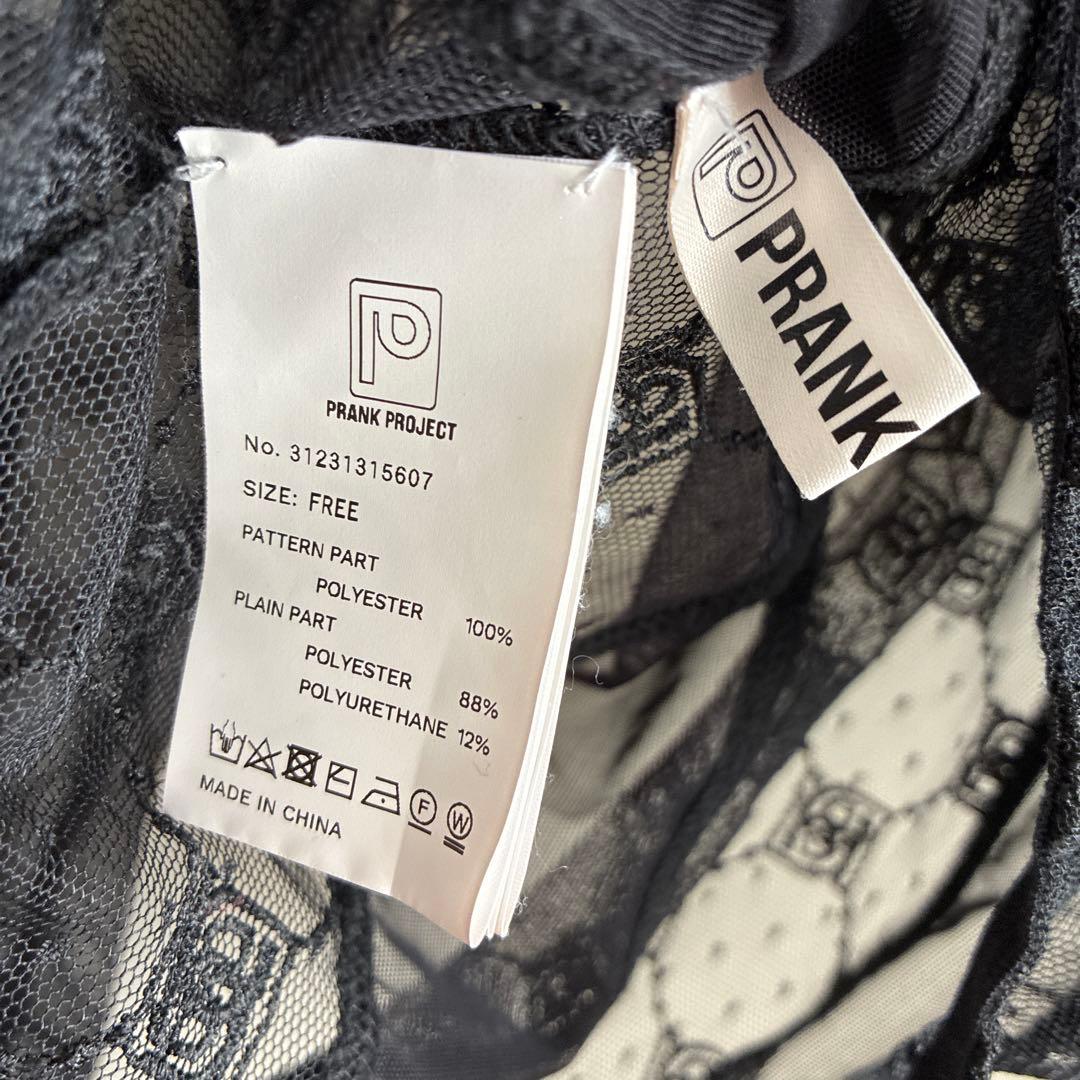 P
PRANK PROJECT
No. 31231315607
SIZE: FREE
PATTERN PART
POLYESTER 100%
PLAIN PART
POLYESTER 88%
POLYURETHANE 12%
F W
MADE IN CHINA
P PRANK